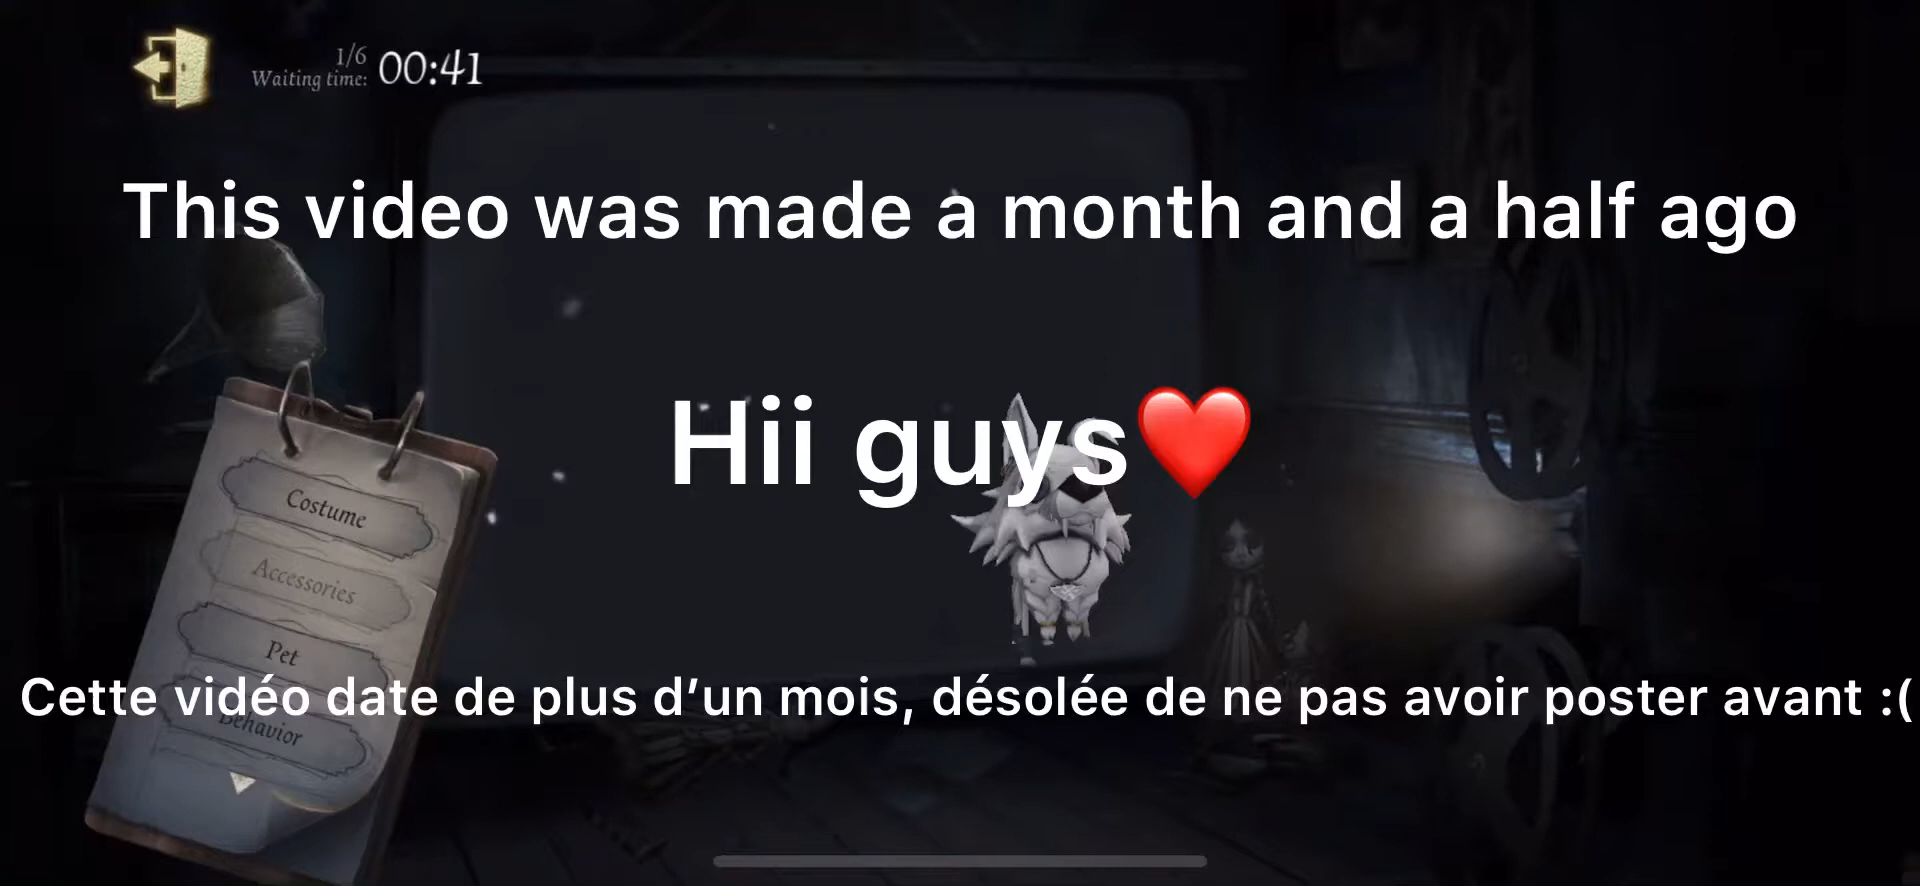 1/6
Waiting time: 00:41
This video was made a month and a half ago
Hii guys❤️
Costume
Accessories
Pet
Cette vidéo date de plus d’un mois, désolée de ne pas avoir poster avant :(
Behavior